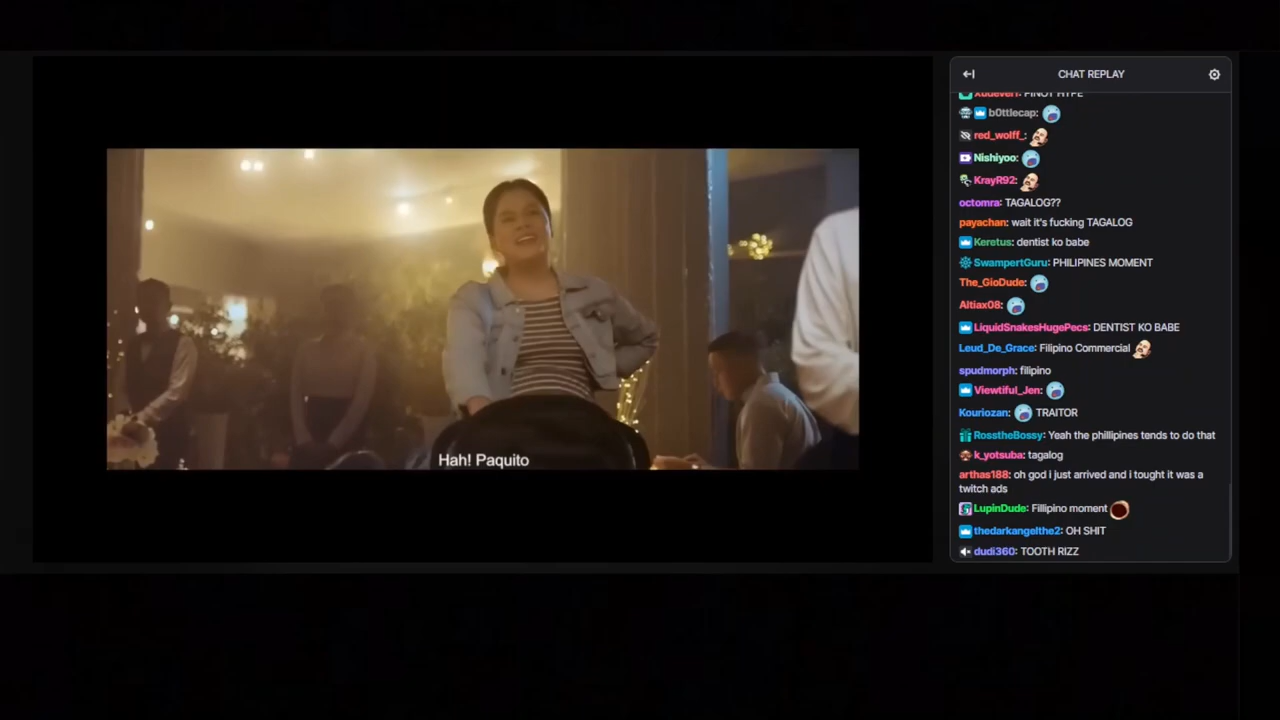 Hah! Paquito
CHAT REPLAY
Xudever!: PINOY HYPE
b0ttlecap:
red_wolff_:
Nishiyoo:
KrayR92:
octomra: TAGALOG??
payachan: wait it's fucking TAGALOG
Keretus: dentist ko babe
SwampertGuru: PHILIPINES MOMENT
The_GioDude:
Altiax08:
LiquidSnakesHugePecs: DENTIST KO BABE
Leud_De_Grace: Filipino Commercial
spudmorph: filipino
Viewtiful_Jen:
Kouriozan: TRAITOR
RosstheBossy: Yeah the phillipines tends to do that
k_yotsuba: tagalog
arthas188: oh god i just arrived and i tought it was a
twitch ads
LupinDude: Fillipino moment
thedarkangelthe2: OH SHIT
dudi360: TOOTH RIZZ